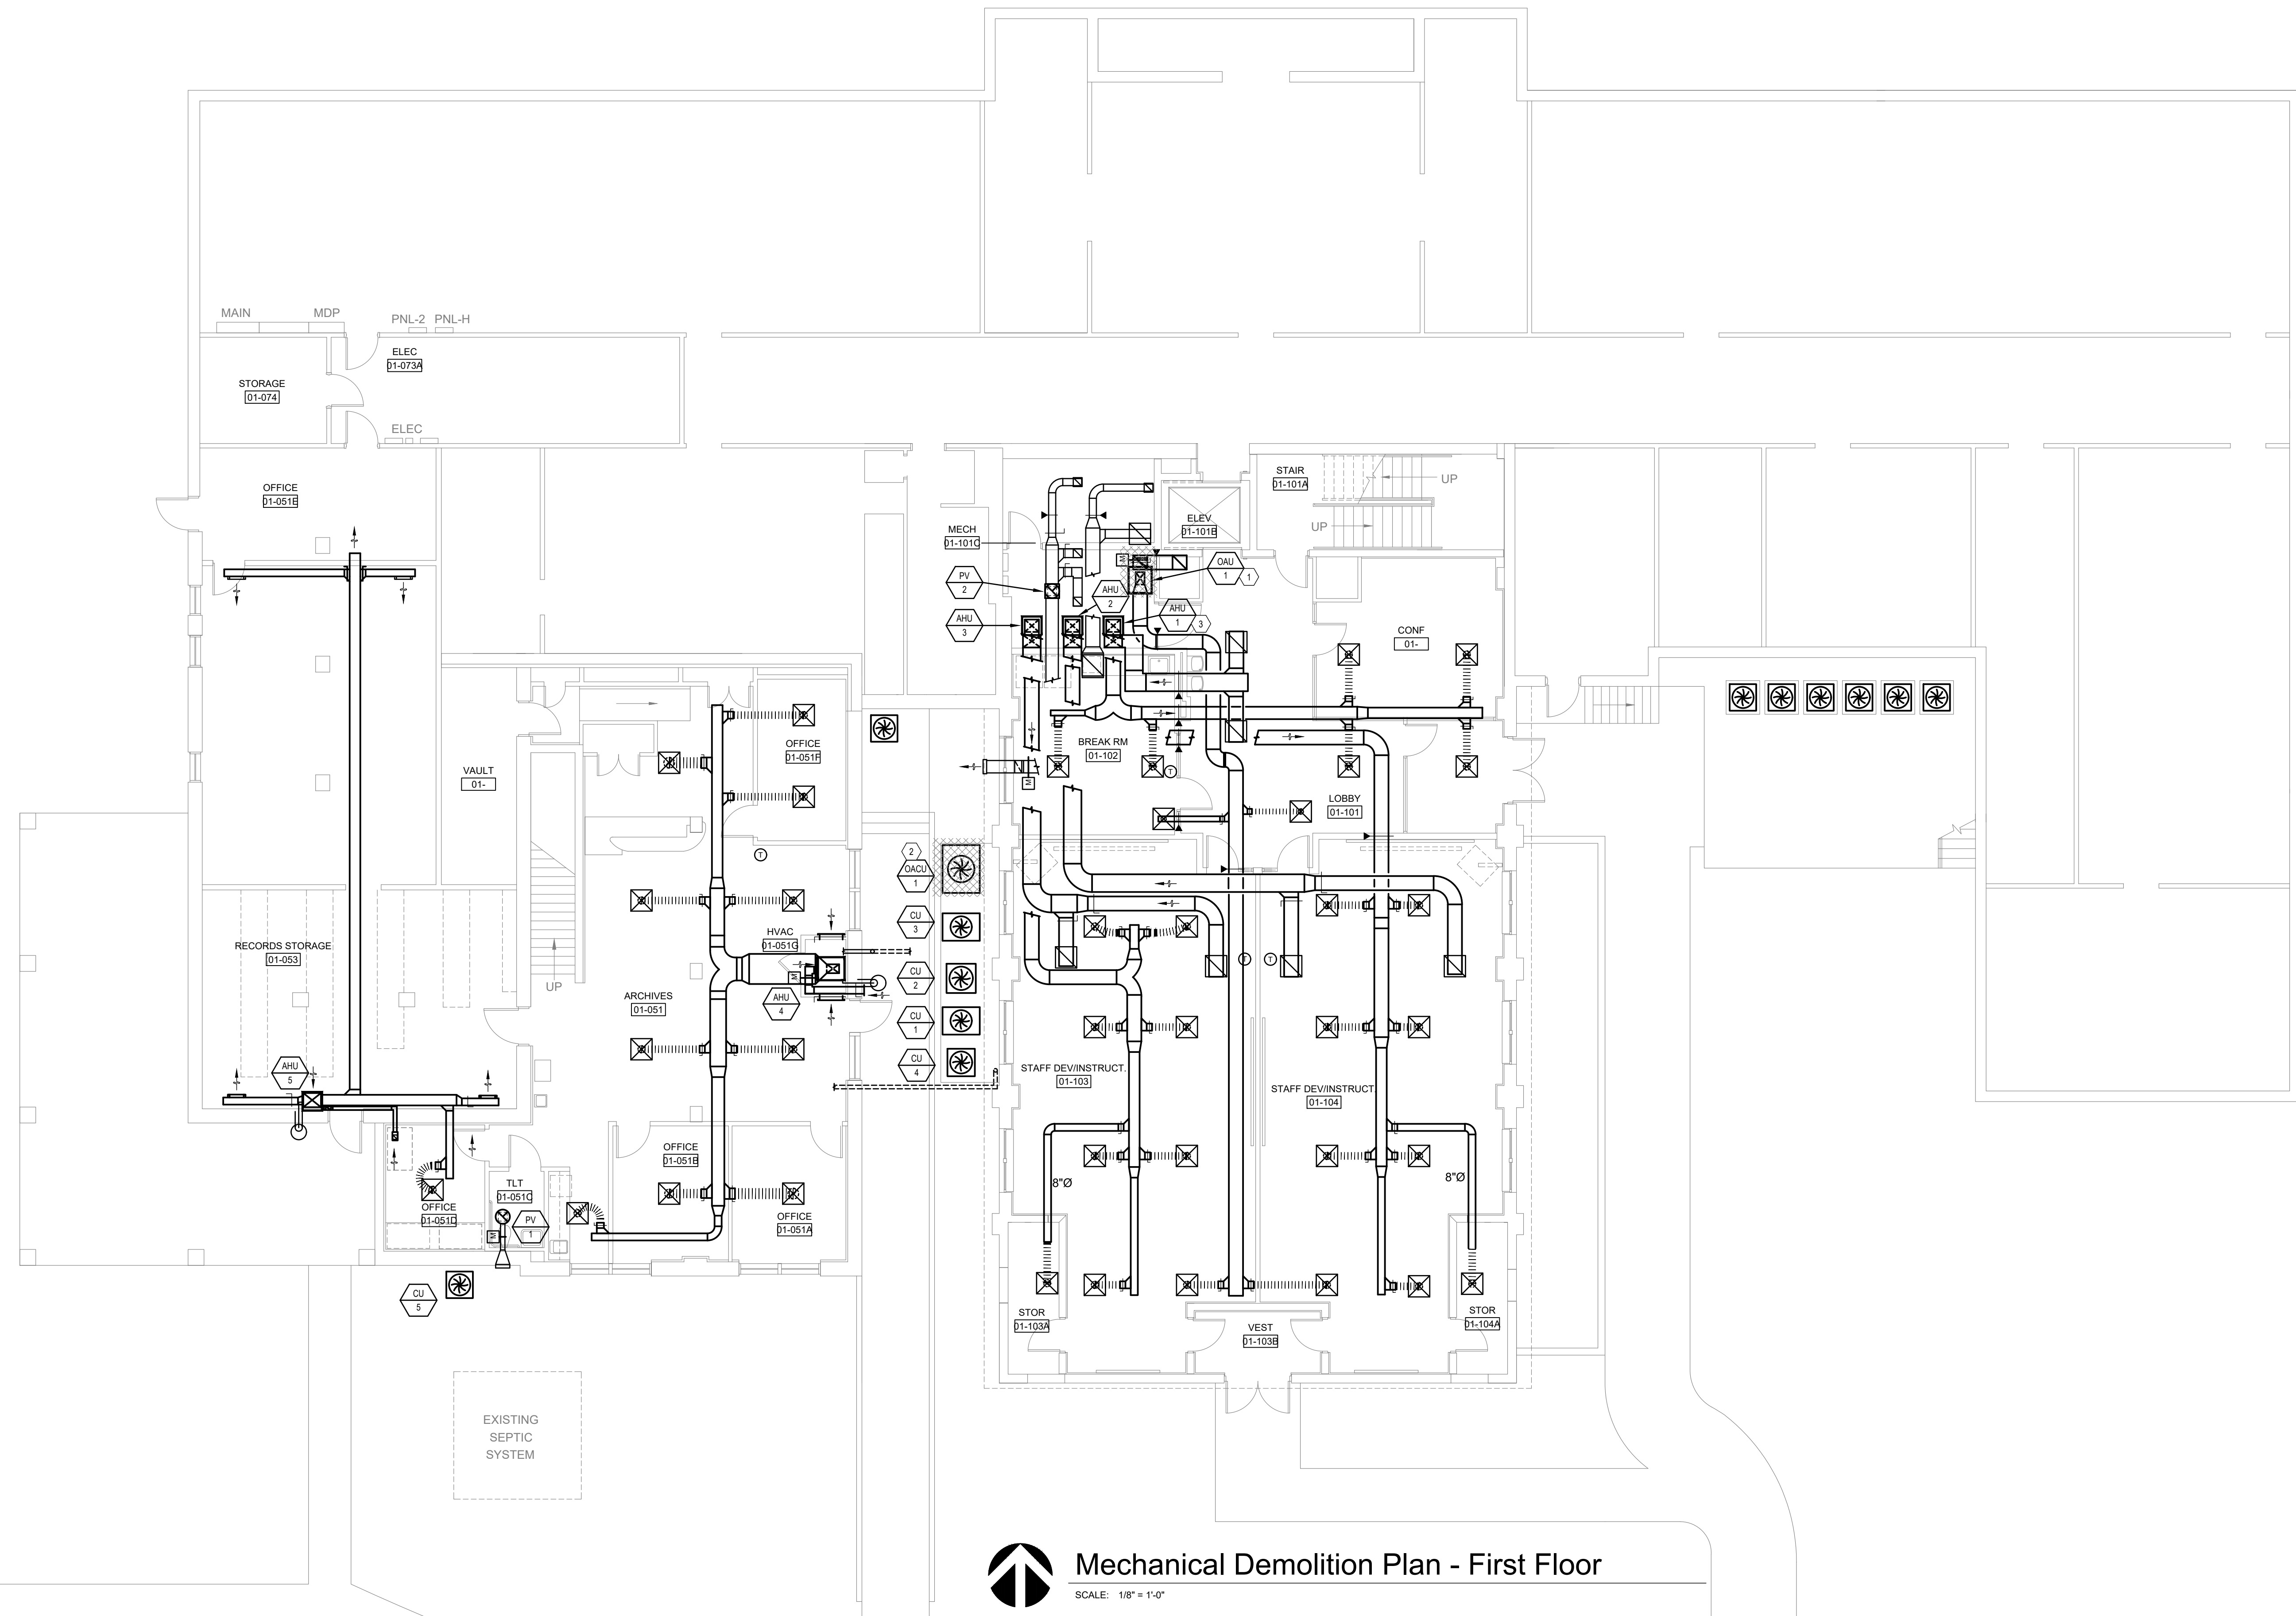 MAIN
MDP
PNL-2 PNL-H
ELEC
01-073A
STORAGE
01-074
ELEC
OFFICE
01-051E
STAIR
01-101A
UP
UP
ELEV
01-101B
MECH
01-101C
M
OAU
1
1
PV
2
AHU
2
AHU
1
3
AHU
3
CONF
01-
OFFICE
01-051F
BREAK RM
01-102
T
M
VAULT
01-
LOBBY
01-101
T
2
OACU
1
CU
3
RECORDS STORAGE
01-053
HVAC
01-051G
M
T
T
UP
CU
2
ARCHIVES
01-051
AHU
4
CU
1
CU
4
AHU
5
STAFF DEV/INSTRUCT.
01-103
STAFF DEV/INSTRUCT.
01-104
OFFICE
01-051B
TLT
01-051C
8"Ø
8"Ø
OFFICE
01-051D
PV
1
M
OFFICE
01-051A
CU
5
STOR
01-103A
VEST
01-103B
STOR
01-104A
EXISTING
SEPTIC
SYSTEM
Mechanical Demolition Plan - First Floor
SCALE: 1/8" = 1'-0"